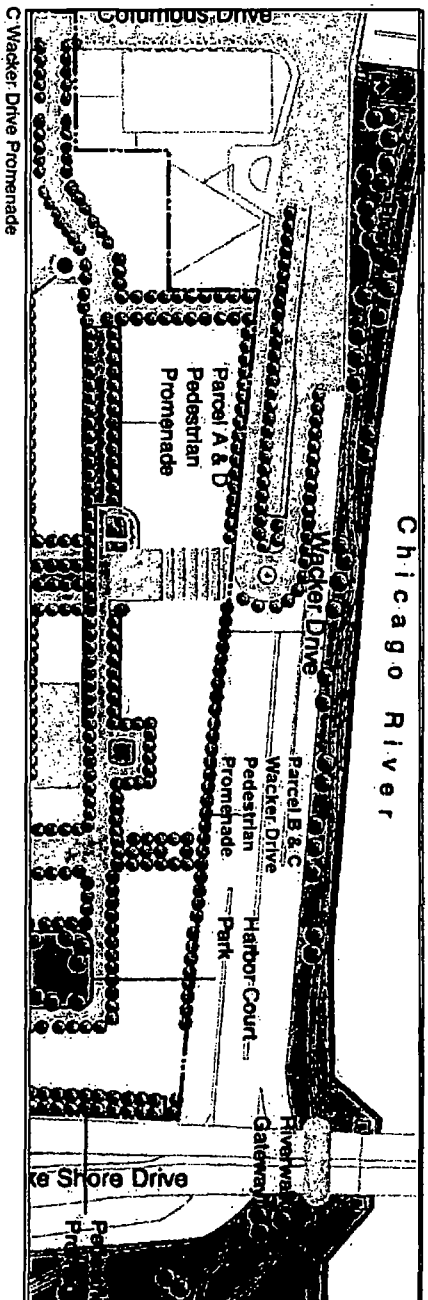 C Wacker Drive Promenade
Columbus Drive
Chicago River
Wacker Drive
Parcel A & D
Pedestrian
Promenade
Parcel B & C
Wacker Drive
Pedestrian
Promenade
Harbor Court
Park
Riverwa
Gateway
ke Shore Drive